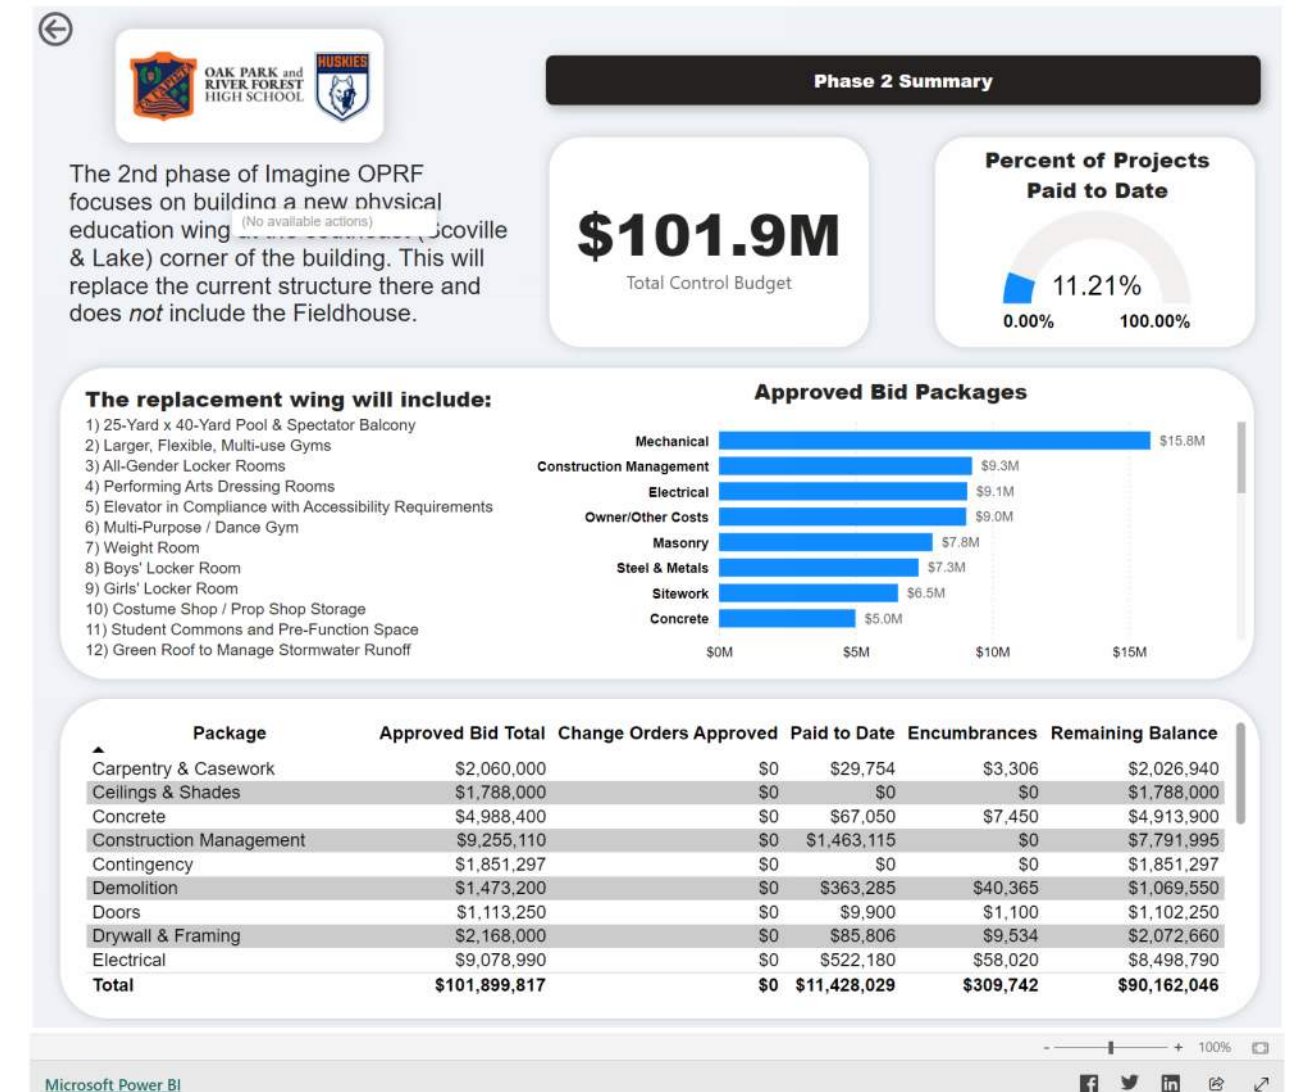 OAK PARK and
RIVER FOREST
HIGH SCHOOL
HUSKIES
Phase 2 Summary
The 2nd phase of Imagine OPRF
focuses on building a new physical
education wing
(No available actions)
& Lake) corner of the building. This will
replace the current structure there and
does not include the Fieldhouse.
$101.9M
Total Control Budget
Percent of Projects
Paid to Date
11.21%
0.00% 100.00%
The replacement wing will include:
1) 25-Yard x 40-Yard Pool & Spectator Balcony
2) Larger, Flexible, Multi-use Gyms
3) All-Gender Locker Rooms
4) Performing Arts Dressing Rooms
5) Elevator in Compliance with Accessibility Requirements
6) Multi-Purpose / Dance Gym
7) Weight Room
8) Boys' Locker Room
9) Girls' Locker Room
10) Costume Shop / Prop Shop Storage
11) Student Commons and Pre-Function Space
12) Green Roof to Manage Stormwater Runoff
Approved Bid Packages
Mechanical $15.8M
Construction Management $9.3M
Electrical $9.1M
Owner/Other Costs $9.0M
Masonry $7.8M
Steel & Metals $7.3M
Sitework $6.5M
Concrete $5.0M
$0M $5M $10M $15M
Package Approved Bid Total Change Orders Approved Paid to Date Encumbrances Remaining Balance
Carpentry & Casework $2,060,000 $0 $29,754 $3,306 $2,026,940
Ceilings & Shades $1,788,000 $0 $0 $0 $1,788,000
Concrete $4,988,400 $0 $67,050 $7,450 $4,913,900
Construction Management $9,255,110 $0 $1,463,115 $0 $7,791,995
Contingency $1,851,297 $0 $0 $0 $1,851,297
Demolition $1,473,200 $0 $363,285 $40,365 $1,069,550
Doors $1,113,250 $0 $9,900 $1,100 $1,102,250
Drywall & Framing $2,168,000 $0 $85,806 $9,534 $2,072,660
Electrical $9,078,990 $0 $522,180 $58,020 $8,498,790
Total $101,899,817 $0 $11,428,029 $309,742 $90,162,046
- + 100%
Microsoft Power BI